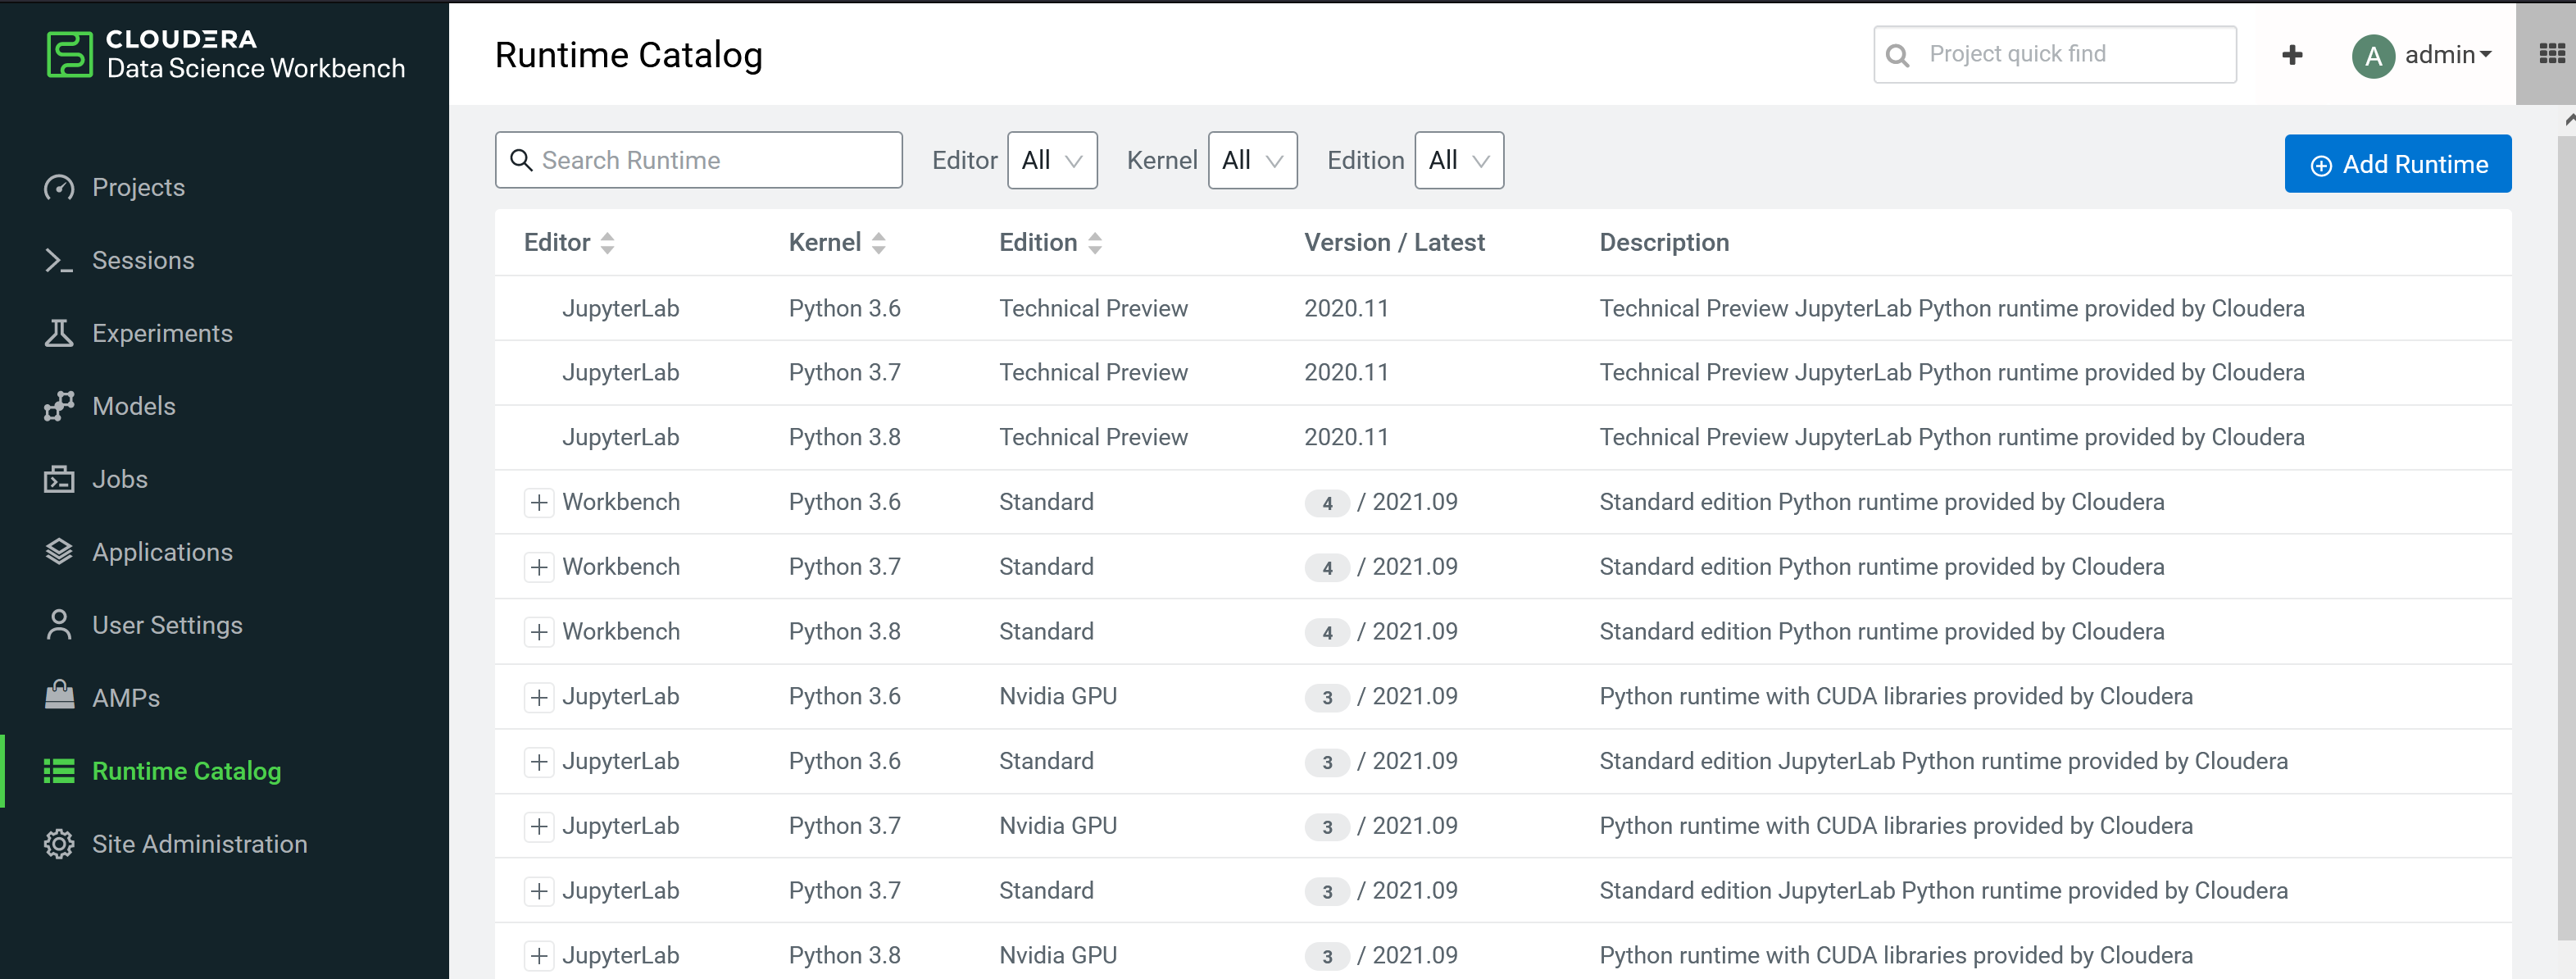 CLOUDERA
Data Science Workbench
Projects
Sessions
Experiments
Models
Jobs
Applications
User Settings
AMPs
Runtime Catalog
Site Administration
Runtime Catalog
Project quick find
A admin
Search Runtime Editor All Kernel All Edition All Add Runtime
Editor Kernel Edition Version / Latest Description
JupyterLab Python 3.6 Technical Preview 2020.11 Technical Preview JupyterLab Python runtime provided by Cloudera
JupyterLab Python 3.7 Technical Preview 2020.11 Technical Preview JupyterLab Python runtime provided by Cloudera
JupyterLab Python 3.8 Technical Preview 2020.11 Technical Preview JupyterLab Python runtime provided by Cloudera
Workbench Python 3.6 Standard 4 / 2021.09 Standard edition Python runtime provided by Cloudera
Workbench Python 3.7 Standard 4 / 2021.09 Standard edition Python runtime provided by Cloudera
Workbench Python 3.8 Standard 4 / 2021.09 Standard edition Python runtime provided by Cloudera
JupyterLab Python 3.6 Nvidia GPU 3 / 2021.09 Python runtime with CUDA libraries provided by Cloudera
JupyterLab Python 3.6 Standard 3 / 2021.09 Standard edition JupyterLab Python runtime provided by Cloudera
JupyterLab Python 3.7 Nvidia GPU 3 / 2021.09 Python runtime with CUDA libraries provided by Cloudera
JupyterLab Python 3.7 Standard 3 / 2021.09 Standard edition JupyterLab Python runtime provided by Cloudera
JupyterLab Python 3.8 Nvidia GPU 3 / 2021.09 Python runtime with CUDA libraries provided by Cloudera